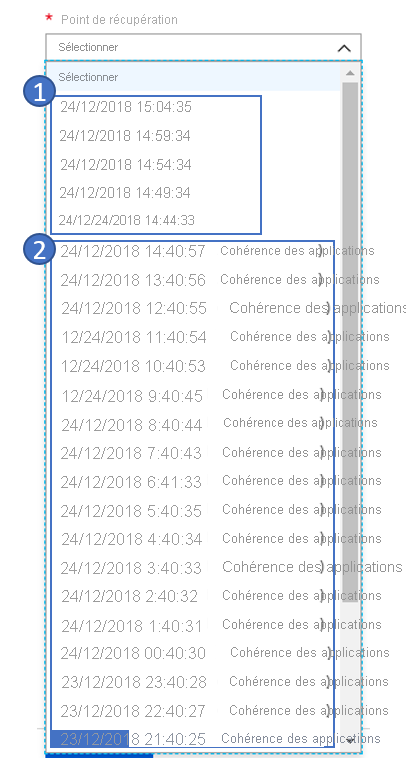 * Point de récupération
Sélectionner
Sélectionner
1
24/12/2018 15:04:35
24/12/2018 14:59:34
24/12/2018 14:54:34
24/12/2018 14:49:34
24/12/24/2018 14:44:33
2
24/12/2018 14:40:57 Cohérence des applications)
24/12/2018 13:40:56 Cohérence des applications)
24/12/2018 12:40:55 Cohérence des applications)
12/24/2018 11:40:54 Cohérence des applications)
12/24/2018 10:40:53 Cohérence des applications)
12/24/2018 9:40:45 Cohérence des applications)
24/12/2018 8:40:44 Cohérence des applications)
24/12/2018 7:40:43 Cohérence des applications)
24/12/2018 6:41:33 Cohérence des applications)
24/12/2018 5:40:35 Cohérence des applications)
24/12/2018 4:40:34 Cohérence des applications)
24/12/2018 3:40:33 Cohérence des applications)
24/12/2018 2:40:32 Cohérence des applications)
24/12/2018 1:40:31 Cohérence des applications)
24/12/2018 00:40:30 Cohérence des applications)
23/12/2018 23:40:28 Cohérence des applications)
23/12/2018 22:40:27 Cohérence des applications)
23/12/2018 21:40:25 Cohérence des applications)